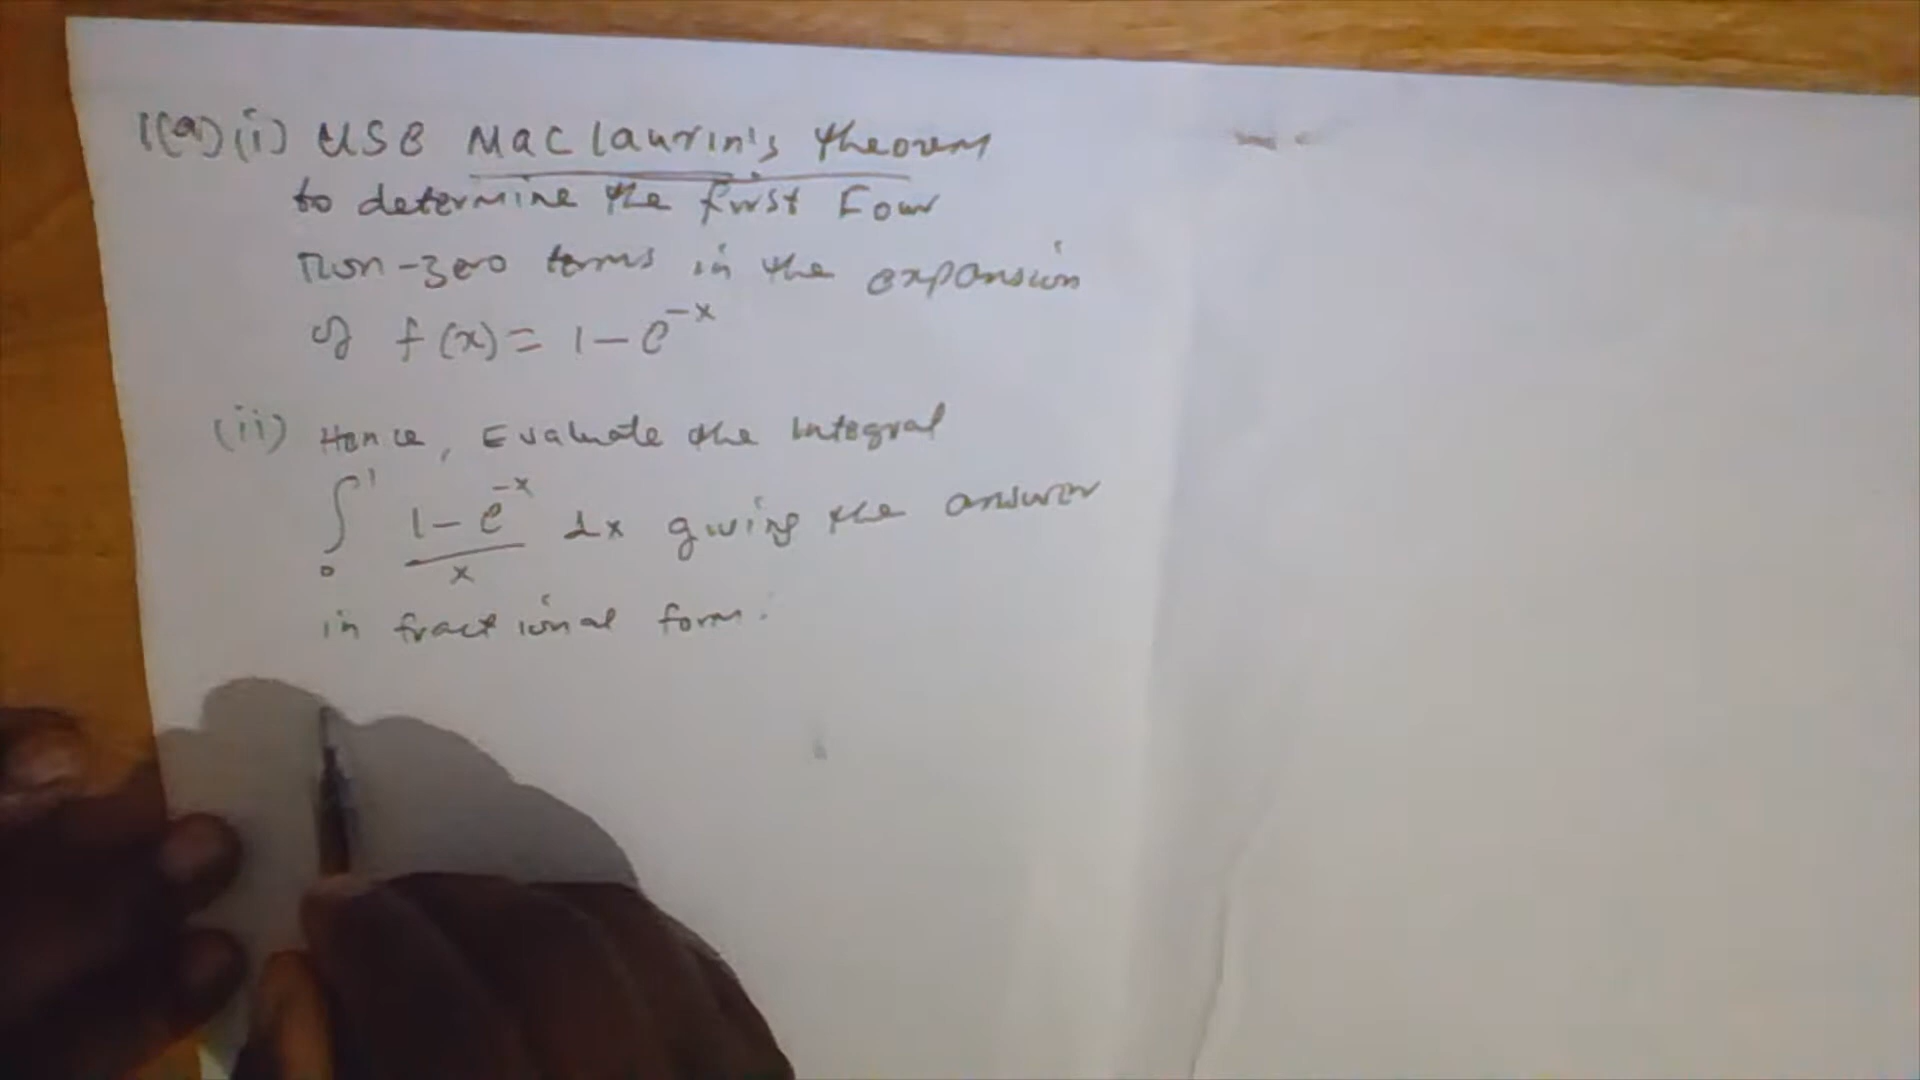 1(a)(i) USE MacLaurin's theorem
to determine the first Four
non-zero terms in the expansion
of f(x) = 1 - e^{-x}
(ii) Hence, Evaluate the integral
∫₀¹ (1 - e^{-x})/x dx giving the answer
in fractional form.